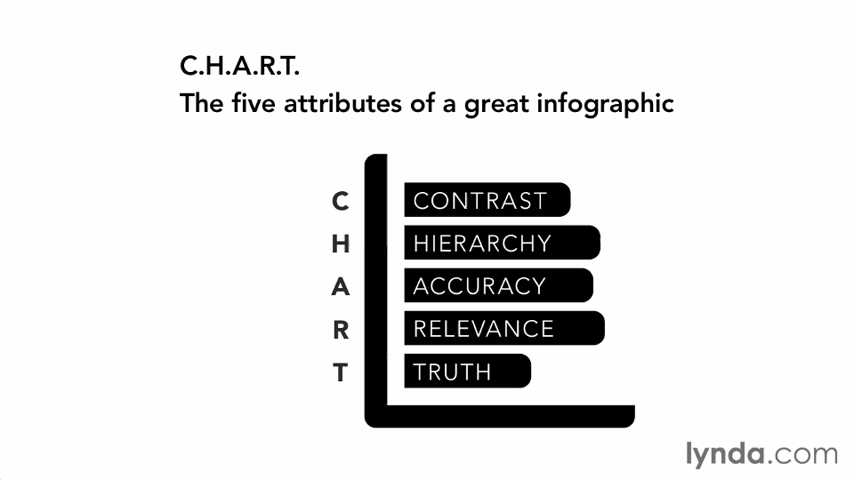 C.H.A.R.T.
The five attributes of a great infographic
C CONTRAST
H HIERARCHY
A ACCURACY
R RELEVANCE
T TRUTH
lynda.com